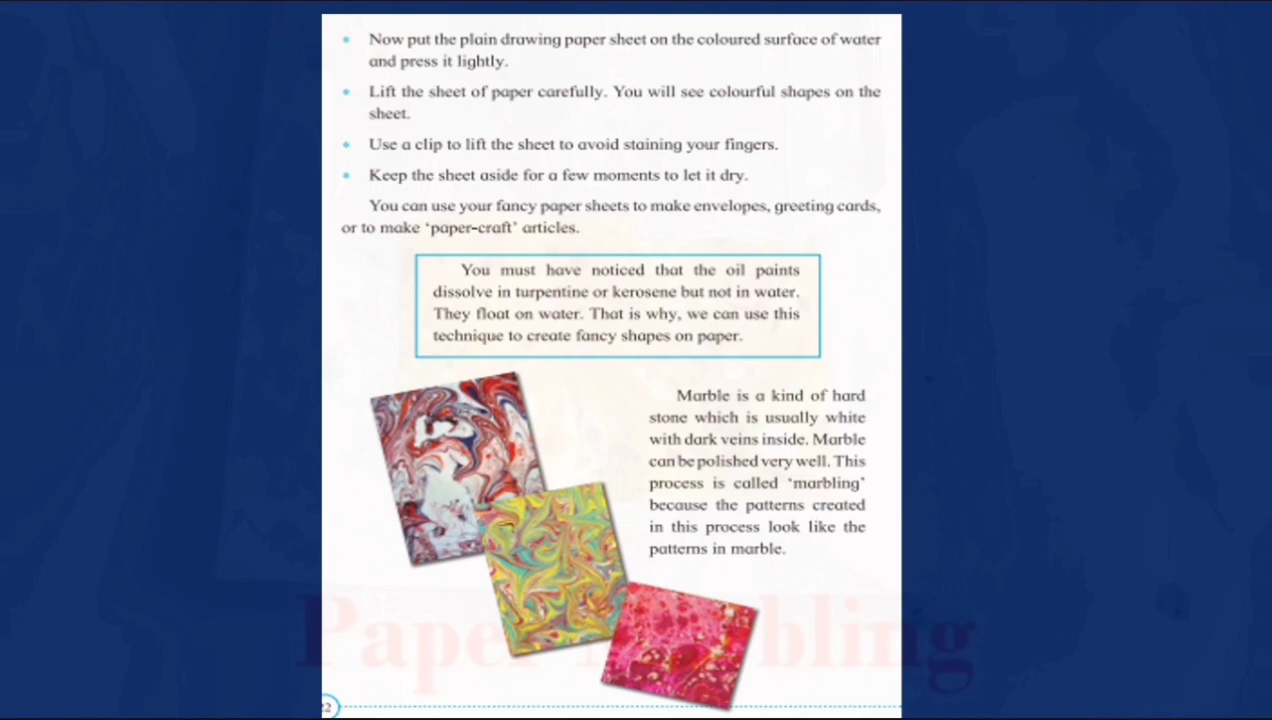 • Now put the plain drawing paper sheet on the coloured surface of water
and press it lightly.
• Lift the sheet of paper carefully. You will see colourful shapes on the
sheet.
• Use a clip to lift the sheet to avoid staining your fingers.
• Keep the sheet aside for a few moments to let it dry.
You can use your fancy paper sheets to make envelopes, greeting cards,
or to make ‘paper-craft’ articles.
You must have noticed that the oil paints
dissolve in turpentine or kerosene but not in water.
They float on water. That is why, we can use this
technique to create fancy shapes on paper.
Marble is a kind of hard
stone which is usually white
with dark veins inside. Marble
can be polished very well. This
process is called ‘marbling’
because the patterns created
in this process look like the
patterns in marble.